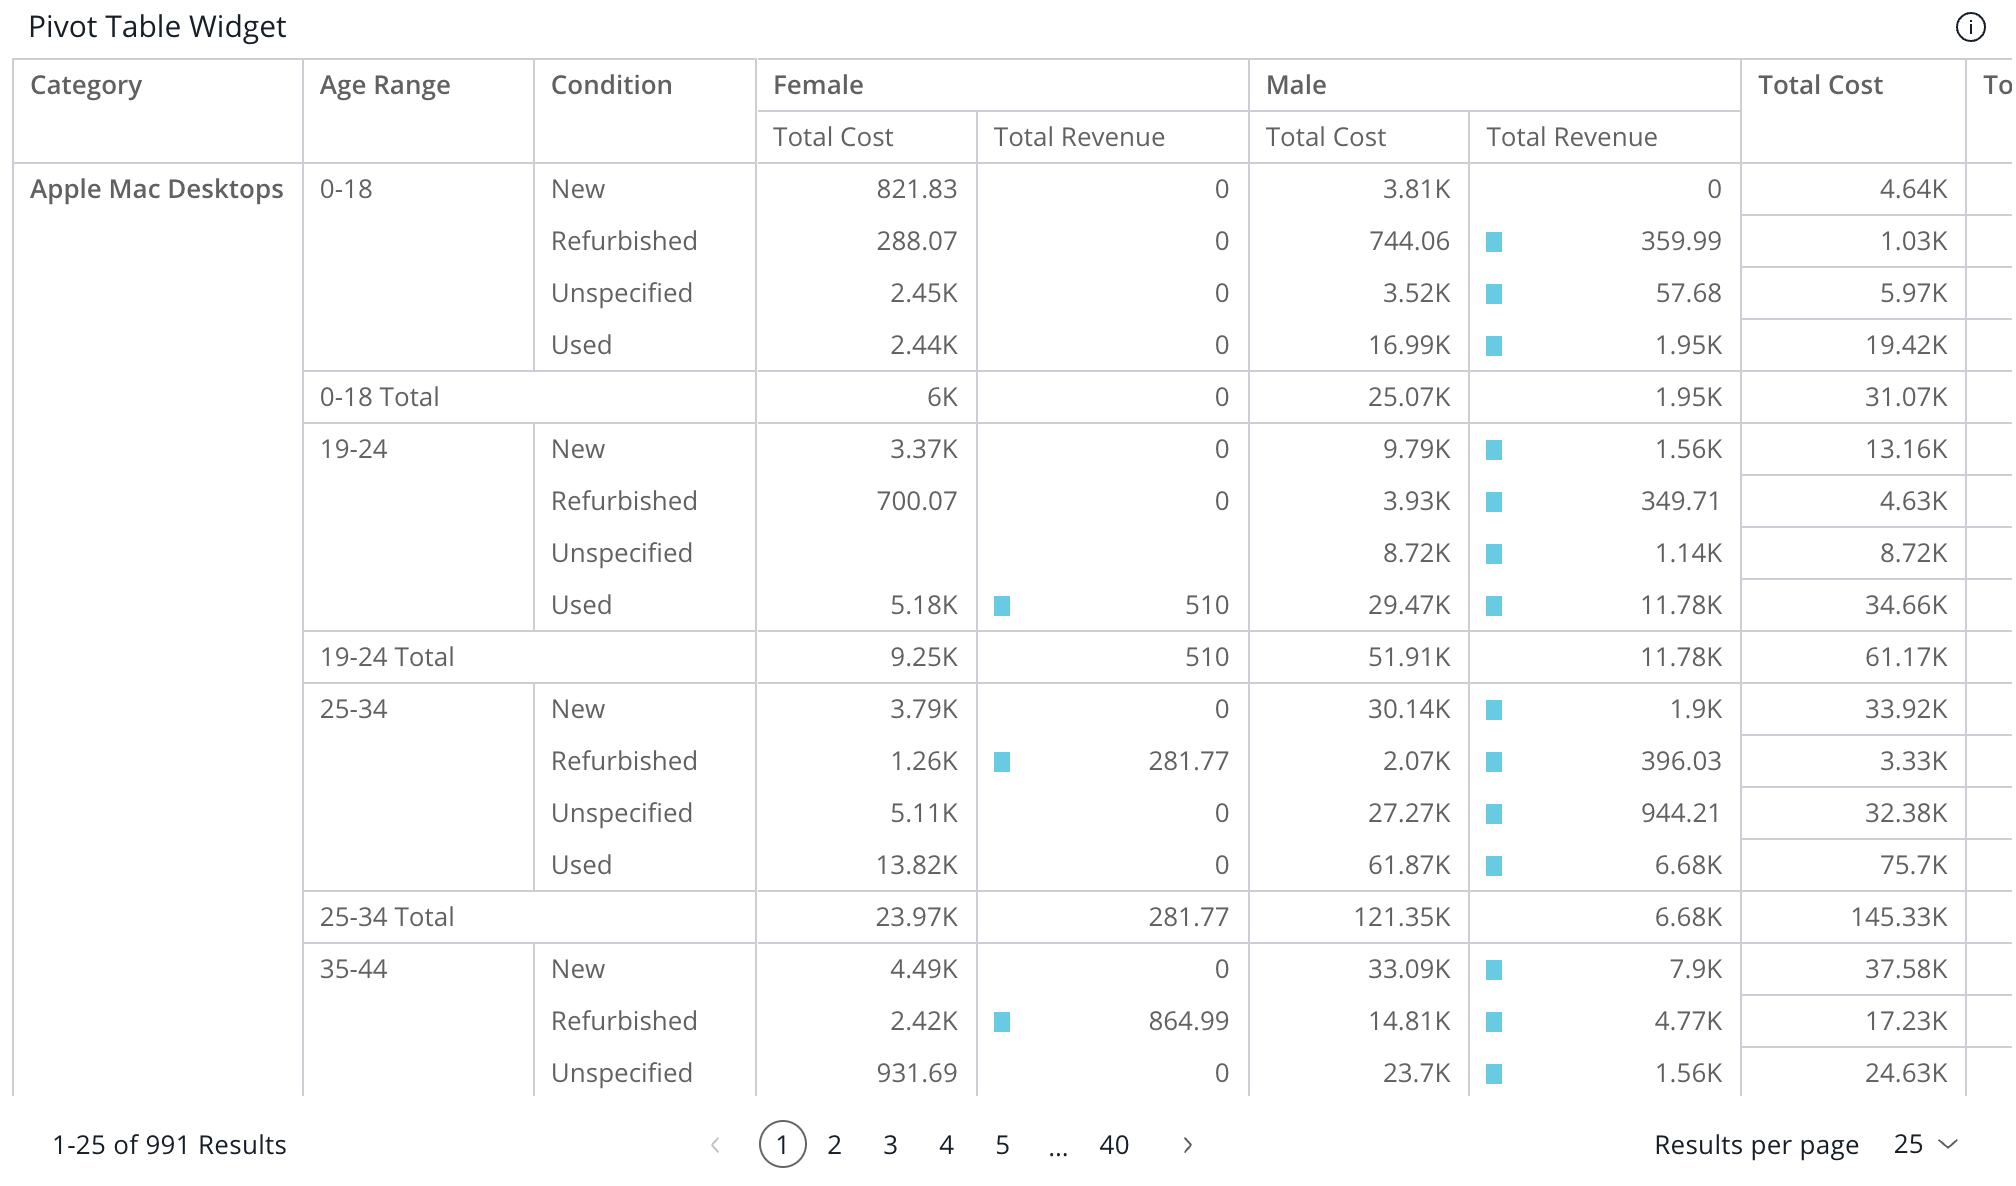 Pivot Table Widget
Category Age Range Condition Female Male Total Cost To
Total Cost Total Revenue Total Cost Total Revenue
Apple Mac Desktops 0-18 New 821.83 0 3.81K 0 4.64K
Refurbished 288.07 0 744.06 359.99 1.03K
Unspecified 2.45K 0 3.52K 57.68 5.97K
Used 2.44K 0 16.99K 1.95K 19.42K
0-18 Total 6K 0 25.07K 1.95K 31.07K
19-24 New 3.37K 0 9.79K 1.56K 13.16K
Refurbished 700.07 0 3.93K 349.71 4.63K
Unspecified 8.72K 1.14K 8.72K
Used 5.18K 510 29.47K 11.78K 34.66K
19-24 Total 9.25K 510 51.91K 11.78K 61.17K
25-34 New 3.79K 0 30.14K 1.9K 33.92K
Refurbished 1.26K 281.77 2.07K 396.03 3.33K
Unspecified 5.11K 0 27.27K 944.21 32.38K
Used 13.82K 0 61.87K 6.68K 75.7K
25-34 Total 23.97K 281.77 121.35K 6.68K 145.33K
35-44 New 4.49K 0 33.09K 7.9K 37.58K
Refurbished 2.42K 864.99 14.81K 4.77K 17.23K
Unspecified 931.69 0 23.7K 1.56K 24.63K
1-25 of 991 Results 1 2 3 4 5 ... 40 Results per page 25